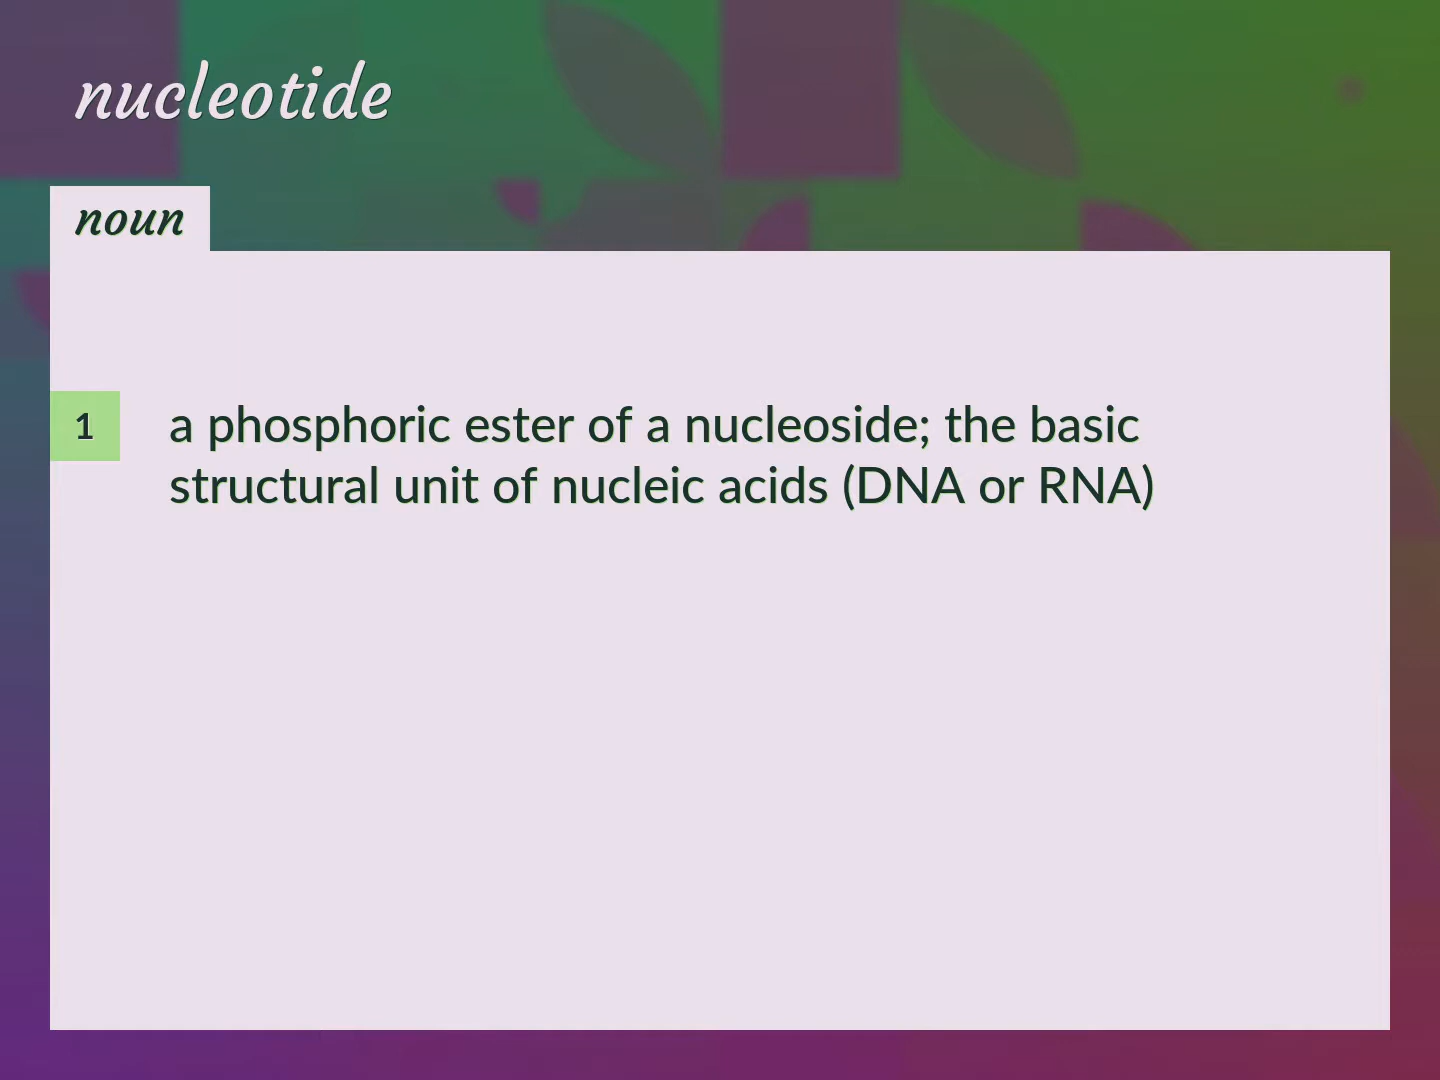 nucleotide
noun
1
a phosphoric ester of a nucleoside; the basic
structural unit of nucleic acids (DNA or RNA)